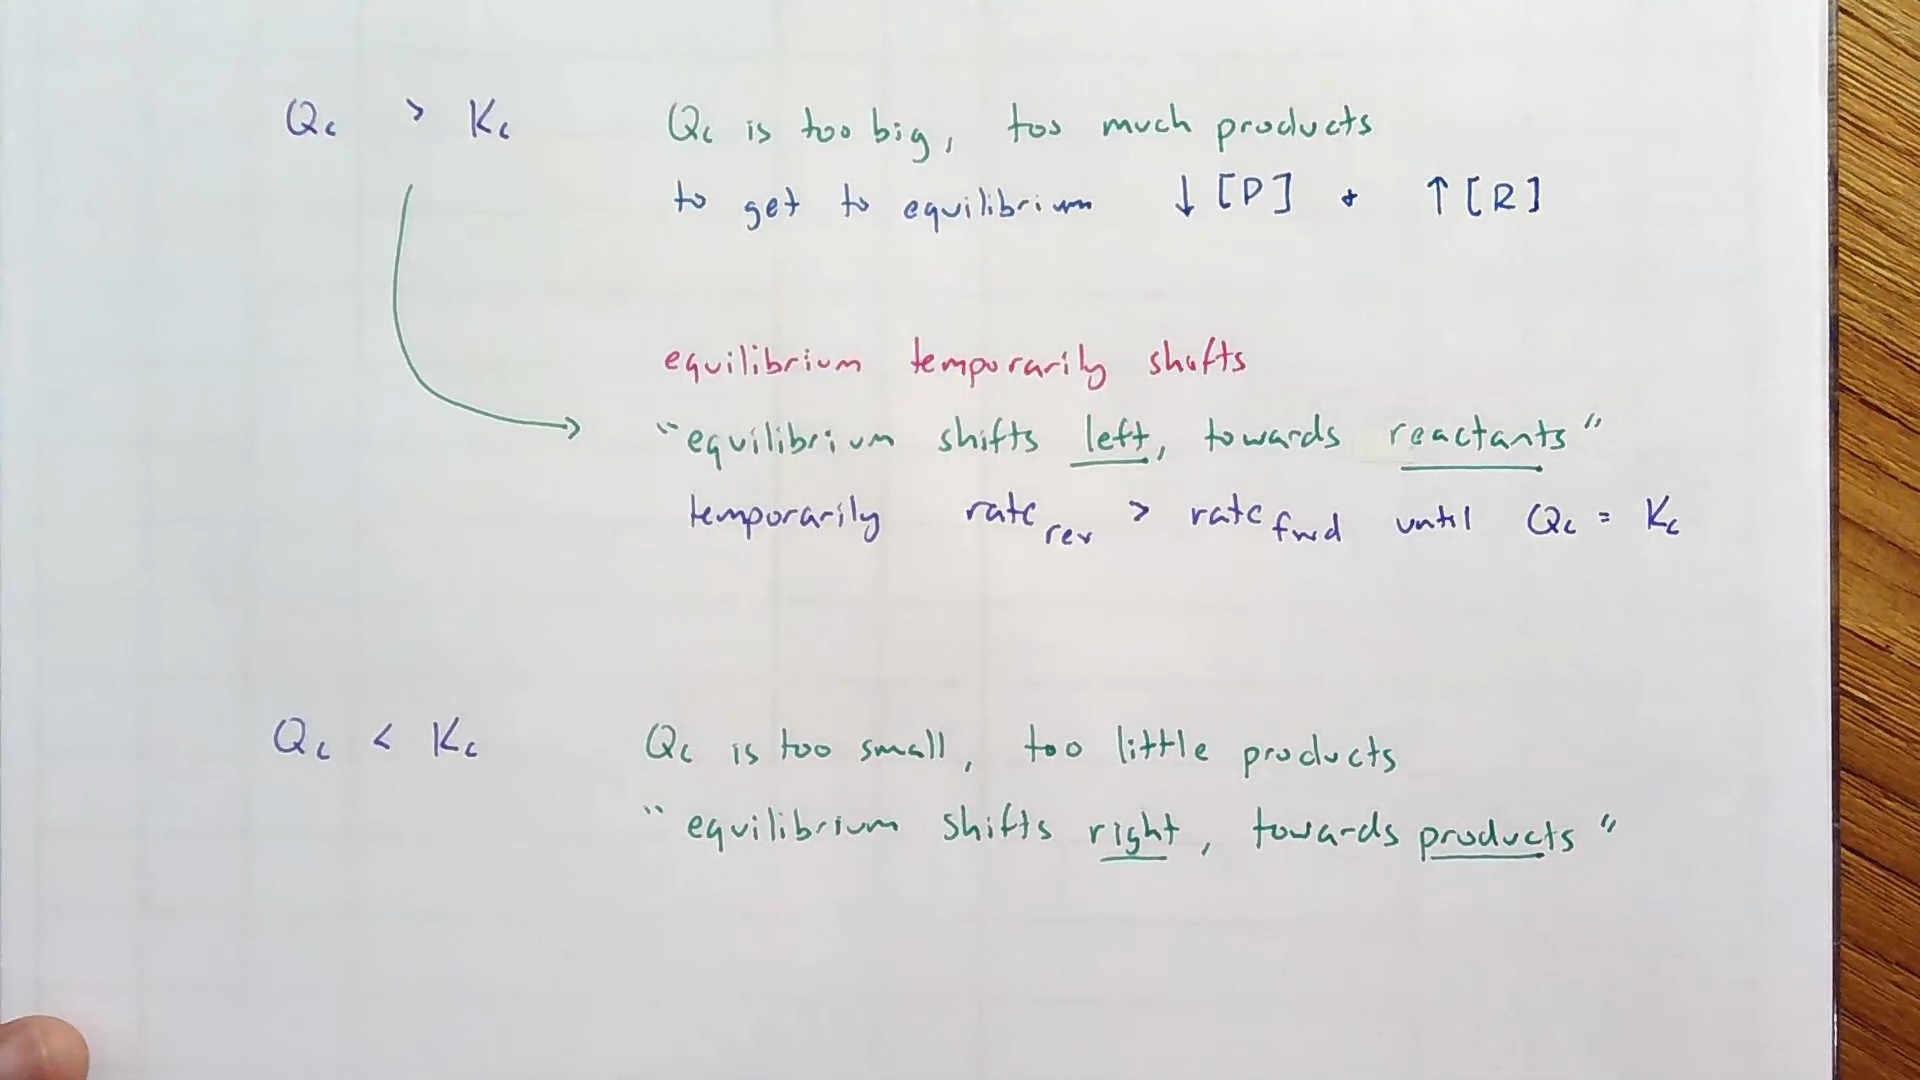 Qc > Kc Qc is too big, too much products
to get to equilibrium ↓ [P] + ↑ [R]
equilibrium temporarily shifts
"equilibrium shifts left, towards reactants"
temporarily rate rev > rate fwd until Qc = Kc
Qc < Kc Qc is too small, too little products
"equilibrium shifts right, towards products"